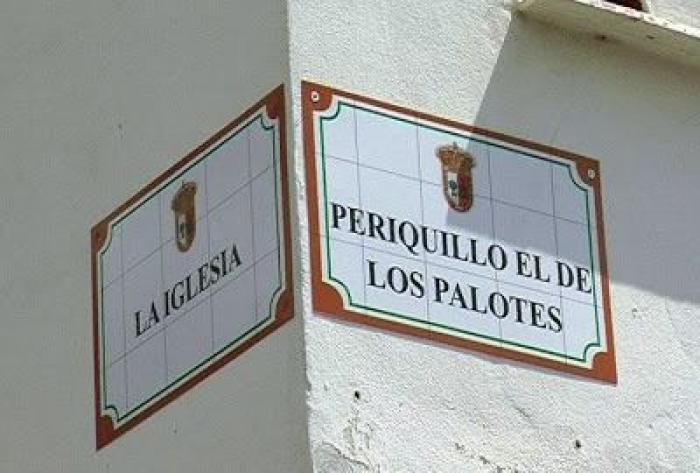 LA IGLESIA
PERIQUILLO EL DE
LOS PALOTES